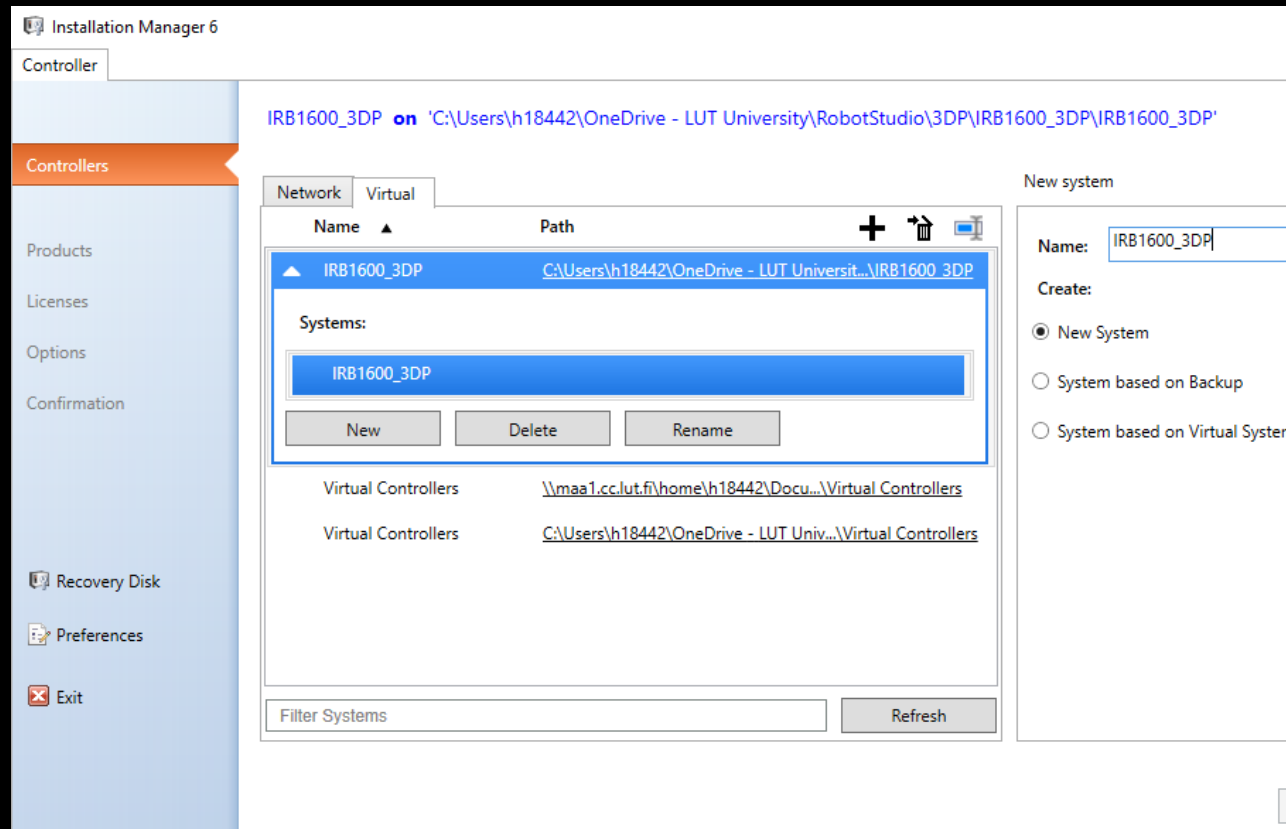 Installation Manager 6
Controller
IRB1600_3DP on 'C:\Users\h18442\OneDrive - LUT University\RobotStudio\3DP\IRB1600_3DP\IRB1600_3DP'
Controllers
Products
Licenses
Options
Confirmation
Recovery Disk
Preferences
Exit
Network Virtual
Name ▲ Path
IRB1600_3DP C:\Users\h18442\OneDrive - LUT Universit...\IRB1600_3DP
Systems:
IRB1600_3DP
New Delete Rename
Virtual Controllers \\maa1.cc.lut.fi\home\h18442\Docu...\Virtual Controllers
Virtual Controllers C:\Users\h18442\OneDrive - LUT Univ...\Virtual Controllers
Filter Systems Refresh
New system
Name: IRB1600_3DP
Create:
New System
System based on Backup
System based on Virtual System